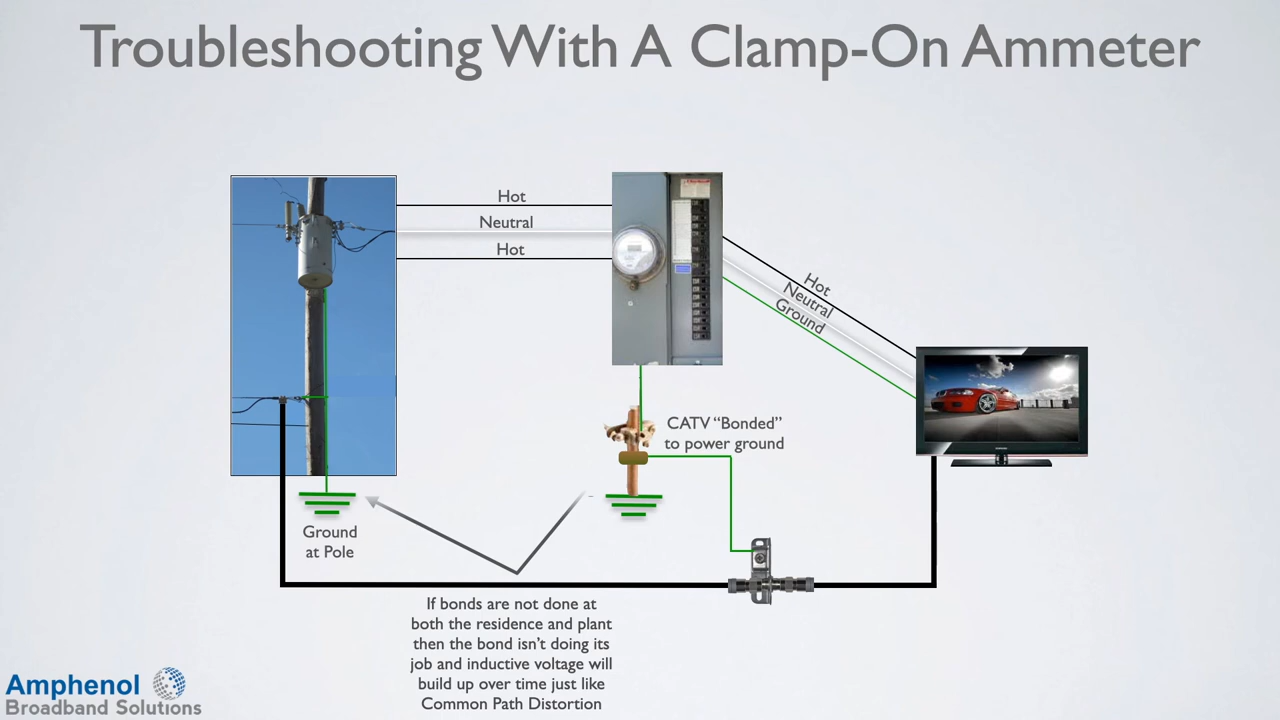 Troubleshooting With A Clamp-On Ammeter
Hot
Neutral
Hot
Hot
Neutral
Ground
CATV “Bonded”
to power ground
Ground
at Pole
If bonds are not done at
both the residence and plant
then the bond isn’t doing its
job and inductive voltage will
build up over time just like
Common Path Distortion
Amphenol
Broadband Solutions